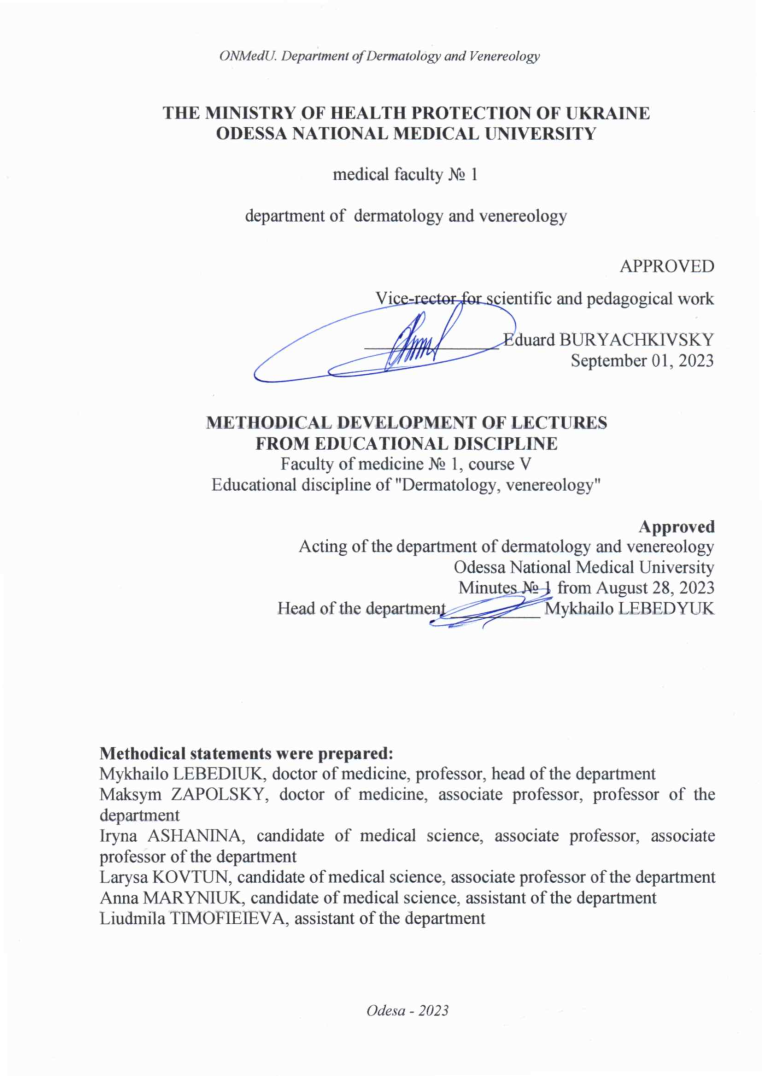 ONMedU. Department of Dermatology and Venereology
THE MINISTRY OF HEALTH PROTECTION OF UKRAINE
ODESSA NATIONAL MEDICAL UNIVERSITY
medical faculty № 1
department of dermatology and venereology
APPROVED
Vice-rector for scientific and pedagogical work
Eduard BURYACHKIVSKY
September 01, 2023
METHODICAL DEVELOPMENT OF LECTURES
FROM EDUCATIONAL DISCIPLINE
Faculty of medicine № 1, course V
Educational discipline of "Dermatology, venereology"
Approved
Acting of the department of dermatology and venereology
Odessa National Medical University
Minutes № 1 from August 28, 2023
Head of the department Mykhailo LEBEDYUK
Methodical statements were prepared:
Mykhailo LEBEDIUK, doctor of medicine, professor, head of the department
Maksym ZAPOLSKY, doctor of medicine, associate professor, professor of the
department
Iryna ASHANINA, candidate of medical science, associate professor, associate
professor of the department
Larysa KOVTUN, candidate of medical science, associate professor of the department
Anna MARYNIUK, candidate of medical science, assistant of the department
Liudmila TIMOFIEIEVA, assistant of the department
Odesa - 2023